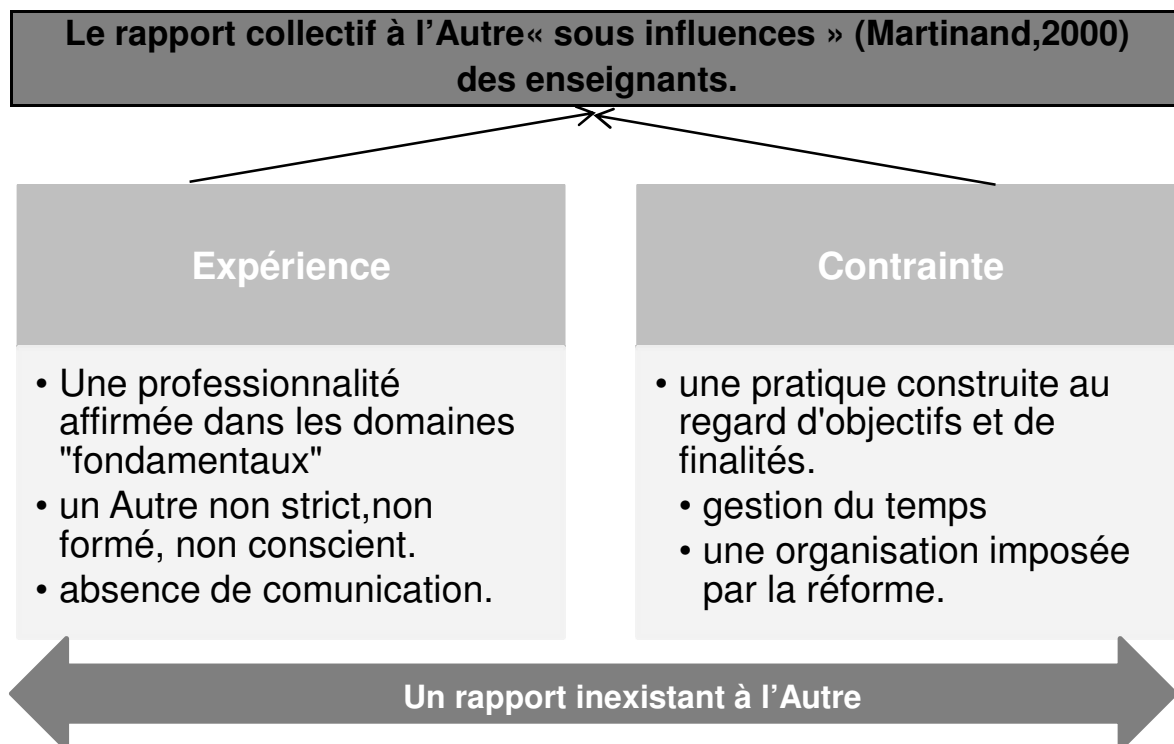 Le rapport collectif à l’Autre« sous influences » (Martinand,2000)
des enseignants.
Expérience
• Une professionnalité
affirmée dans les domaines
"fondamentaux"
• un Autre non strict,non
formé, non conscient.
• absence de comunication.
Contrainte
• une pratique construite au
regard d'objectifs et de
finalités.
• gestion du temps
• une organisation imposée
par la réforme.
Un rapport inexistant à l’Autre